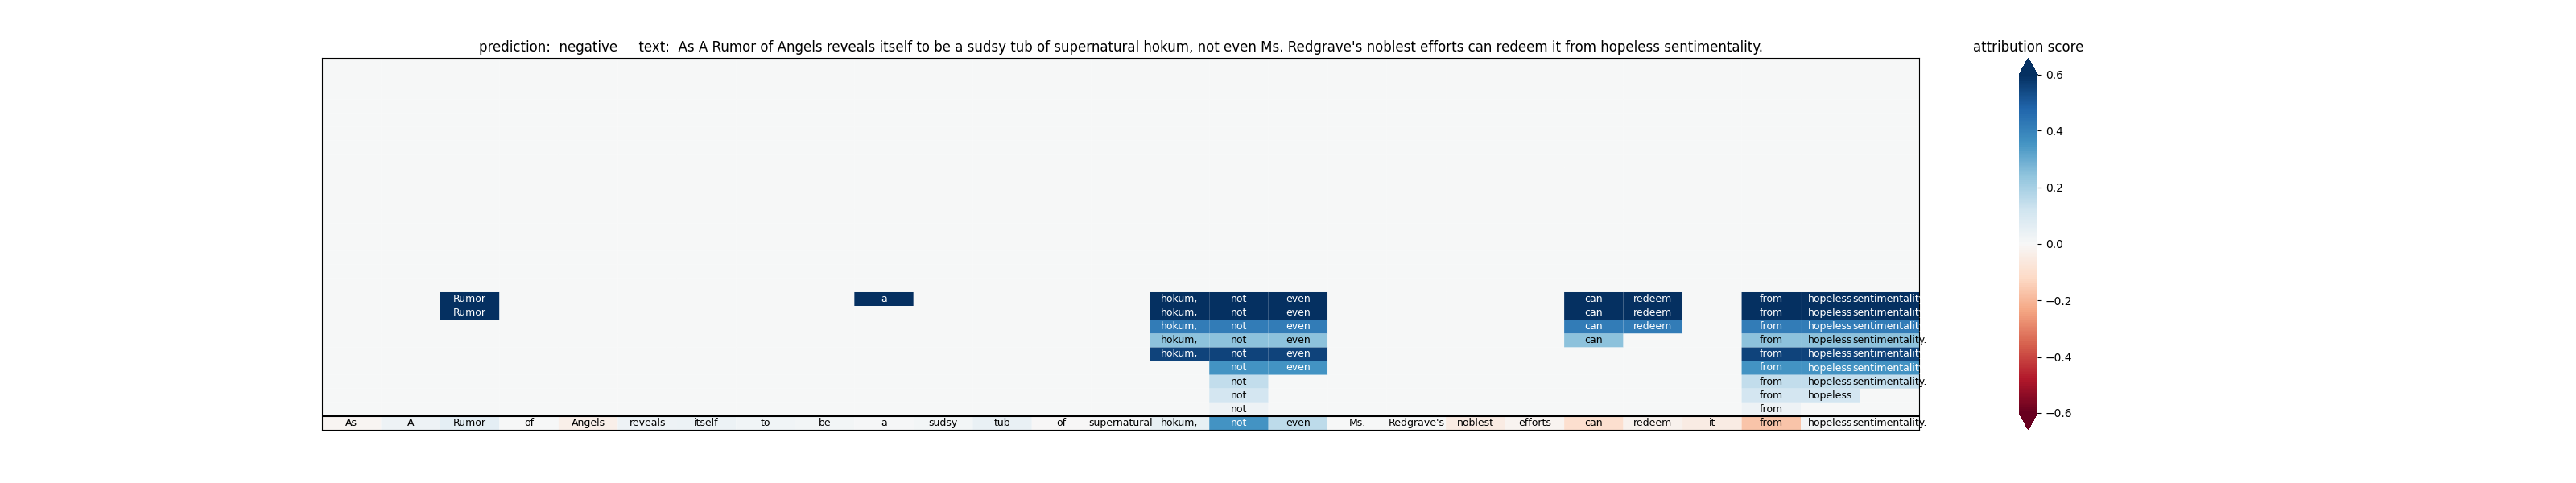 prediction:  negative     text:  As A Rumor of Angels reveals itself to be a sudsy tub of supernatural hokum, not even Ms. Redgrave's noblest efforts can redeem it from hopeless sentimentality.
attribution score
0.6
0.4
0.2
0.0
−0.2
−0.4
−0.6
Rumor a hokum, not even can redeem from hopeless sentimentalit
Rumor hokum, not even can redeem from hopeless sentimentalit
hokum, not even can redeem from hopeless sentimentalit
hokum, not even can from hopeless sentimentality.
hokum, not even from hopeless sentimentalit
not even from hopeless sentimentalit
not from hopeless sentimentality.
not from hopeless
not from
As A Rumor of Angels reveals itself to be a sudsy tub of supernatural hokum, not even Ms. Redgrave's noblest efforts can redeem it from hopeless sentimentality.